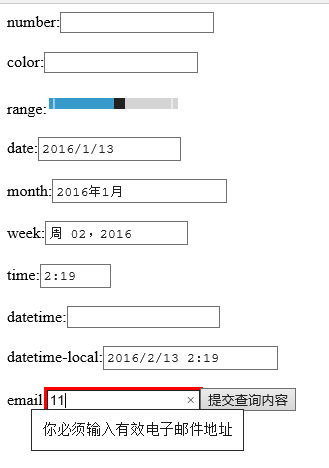 number:
color:
range:
date: 2016/1/13
month: 2016年1月
week: 周 02，2016
time: 2:19
datetime:
datetime-local: 2016/2/13 2:19
email 11 × 提交查询内容
你必须输入有效电子邮件地址